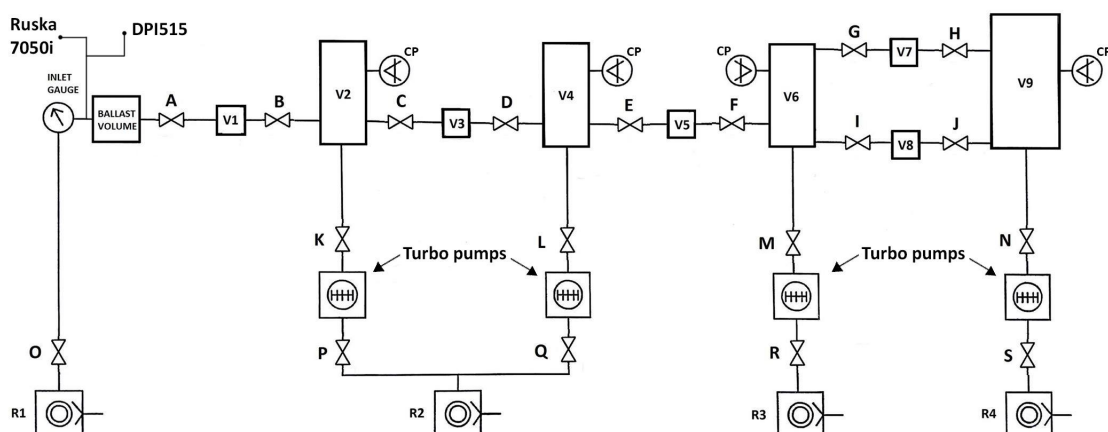 Ruska
7050i
DPI515
INLET
GAUGE
BALLAST
VOLUME
A
V1
B
V2
CP
C
V3
D
V4
CP
E
V5
F
CP
V6
G
V7
H
I
V8
J
V9
CP
K
Turbo pumps
L
M
Turbo pumps
N
O
P
Q
R
S
R1
R2
R3
R4